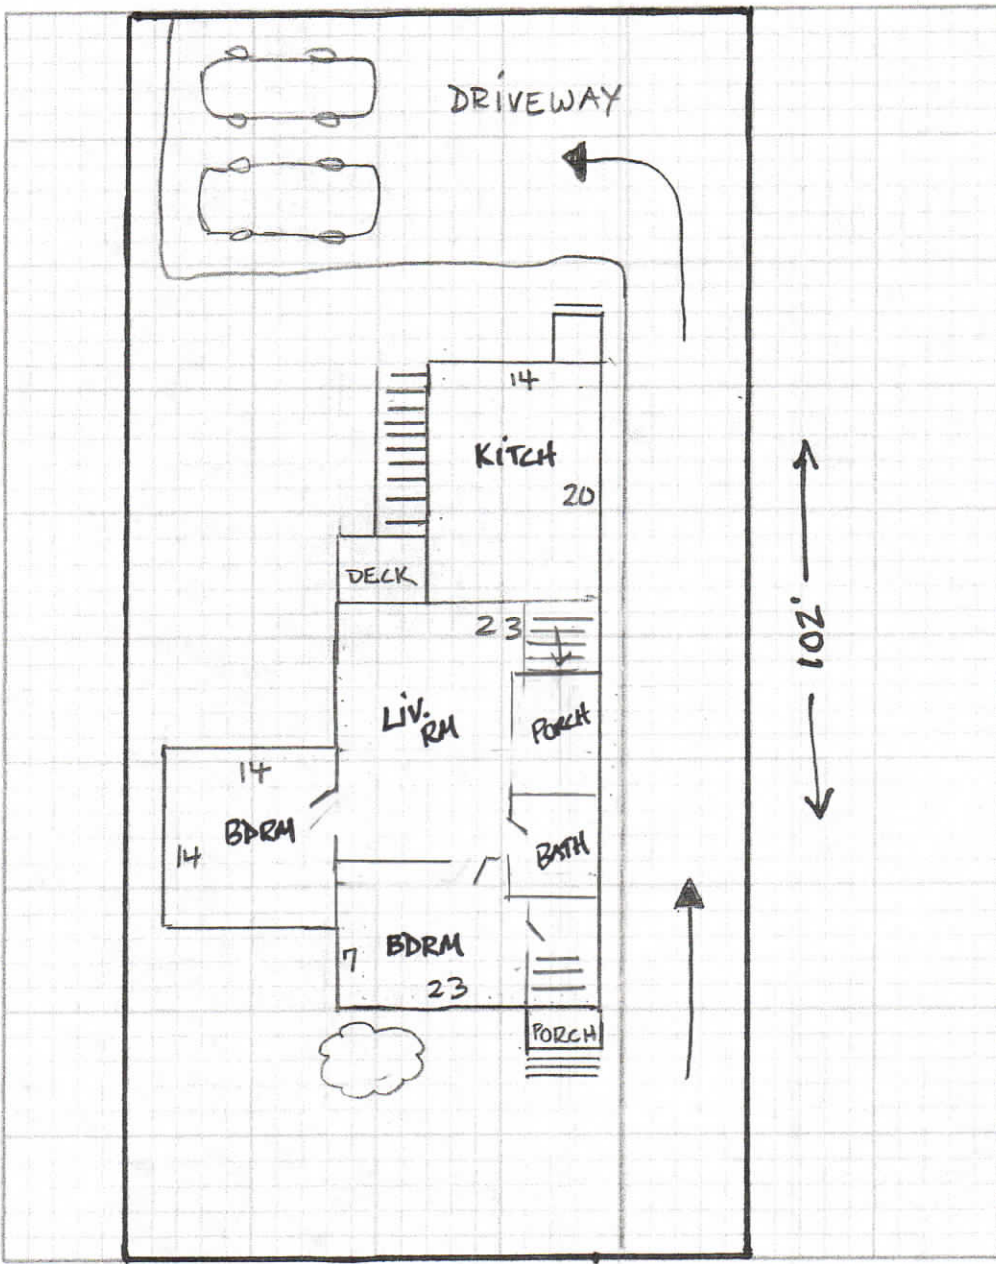 DRIVEWAY
14
KITCH
20
DECK
23
LIV.
RM
PORCH
102'
14
BDRM
14
BATH
BDRM
7
23
PORCH